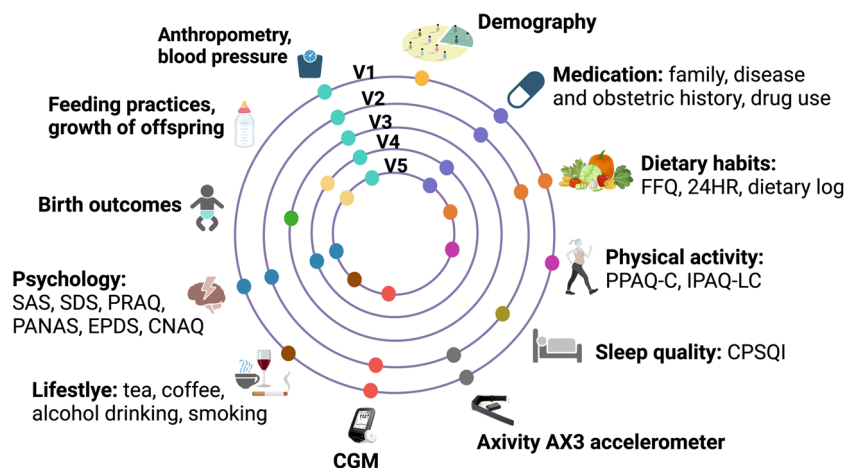 Anthropometry,
blood pressure
Demography
V1
V2
V3
V4
V5
Medication: family, disease
and obstetric history, drug use
Feeding practices,
growth of offspring
Dietary habits:
FFQ, 24HR, dietary log
Birth outcomes
Physical activity:
PPAQ-C, IPAQ-LC
Psychology:
SAS, SDS, PRAQ,
PANAS, EPDS, CNAQ
Sleep quality: CPSQI
Lifestlye: tea, coffee,
alcohol drinking, smoking
Axivity AX3 accelerometer
CGM